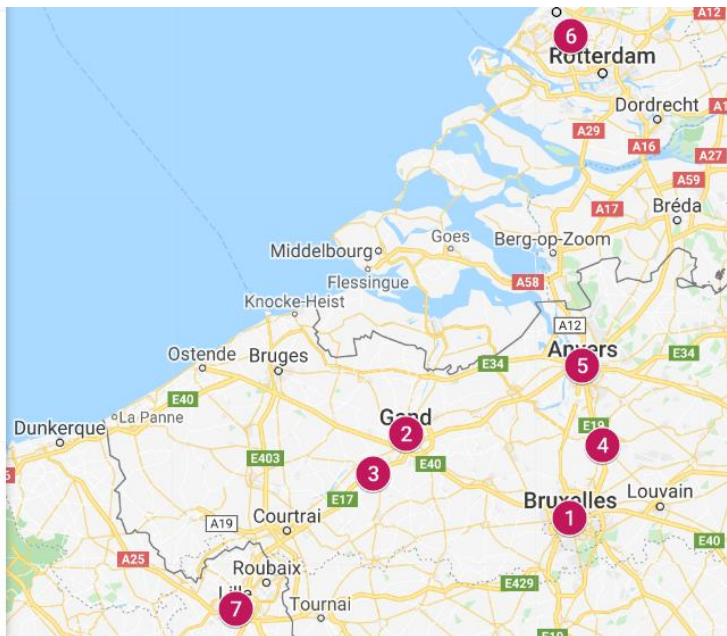 A12
6
Rotterdam
Dordrecht
A29
A16
A27
A59
A17
Bréda
Middelbourg
Goes
Berg-op-Zoom
Flessingue
A58
Knocke-Heist
A12
Anvers
Ostende
Bruges
E34
E34
5
E40
La Panne
Dunkerque
Gand
2
E19
4
E403
E40
3
E17
Bruxelles
Louvain
1
A19
Courtrai
E40
A25
Roubaix
E429
Lille
7
Tournai
E19